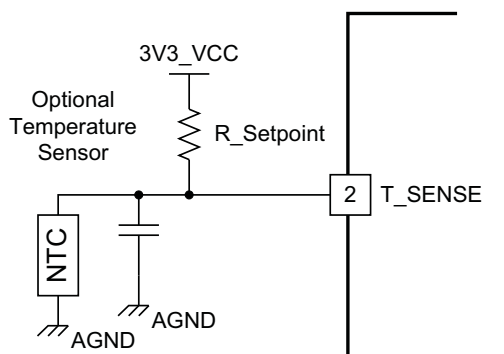 3V3_VCC
Optional
Temperature
Sensor
R_Setpoint
2
T_SENSE
NTC
AGND
AGND